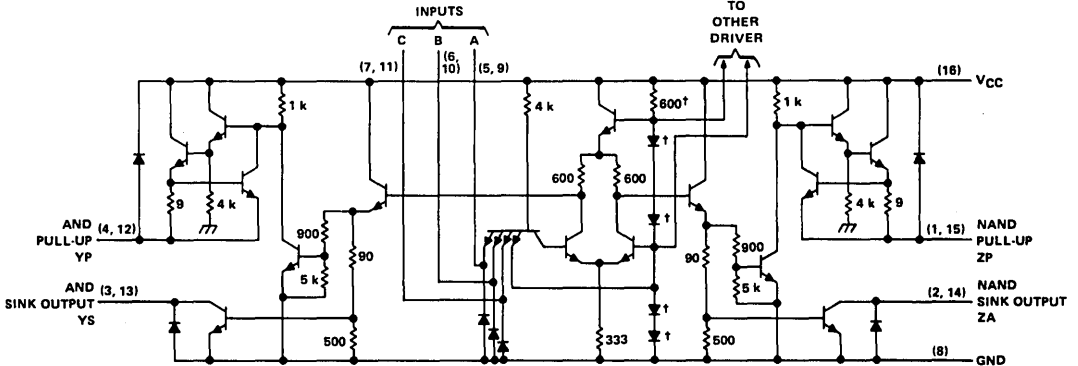 INPUTS
TO
OTHER
DRIVER
C B A
(7, 11)
(6,
10)
(5, 9)
(16)
VCC
1 k
4 k
600†
1 k
†
9
4 k
600
600
4 k
9
AND
PULL-UP
YP
(4, 12)
†
(1, 15)
NAND
PULL-UP
ZP
900
90
900
90
5 k
5 k
AND
SINK OUTPUT
YS
(3, 13)
†
(2, 14)
NAND
SINK OUTPUT
ZA
500
333
†
500
(8)
GND